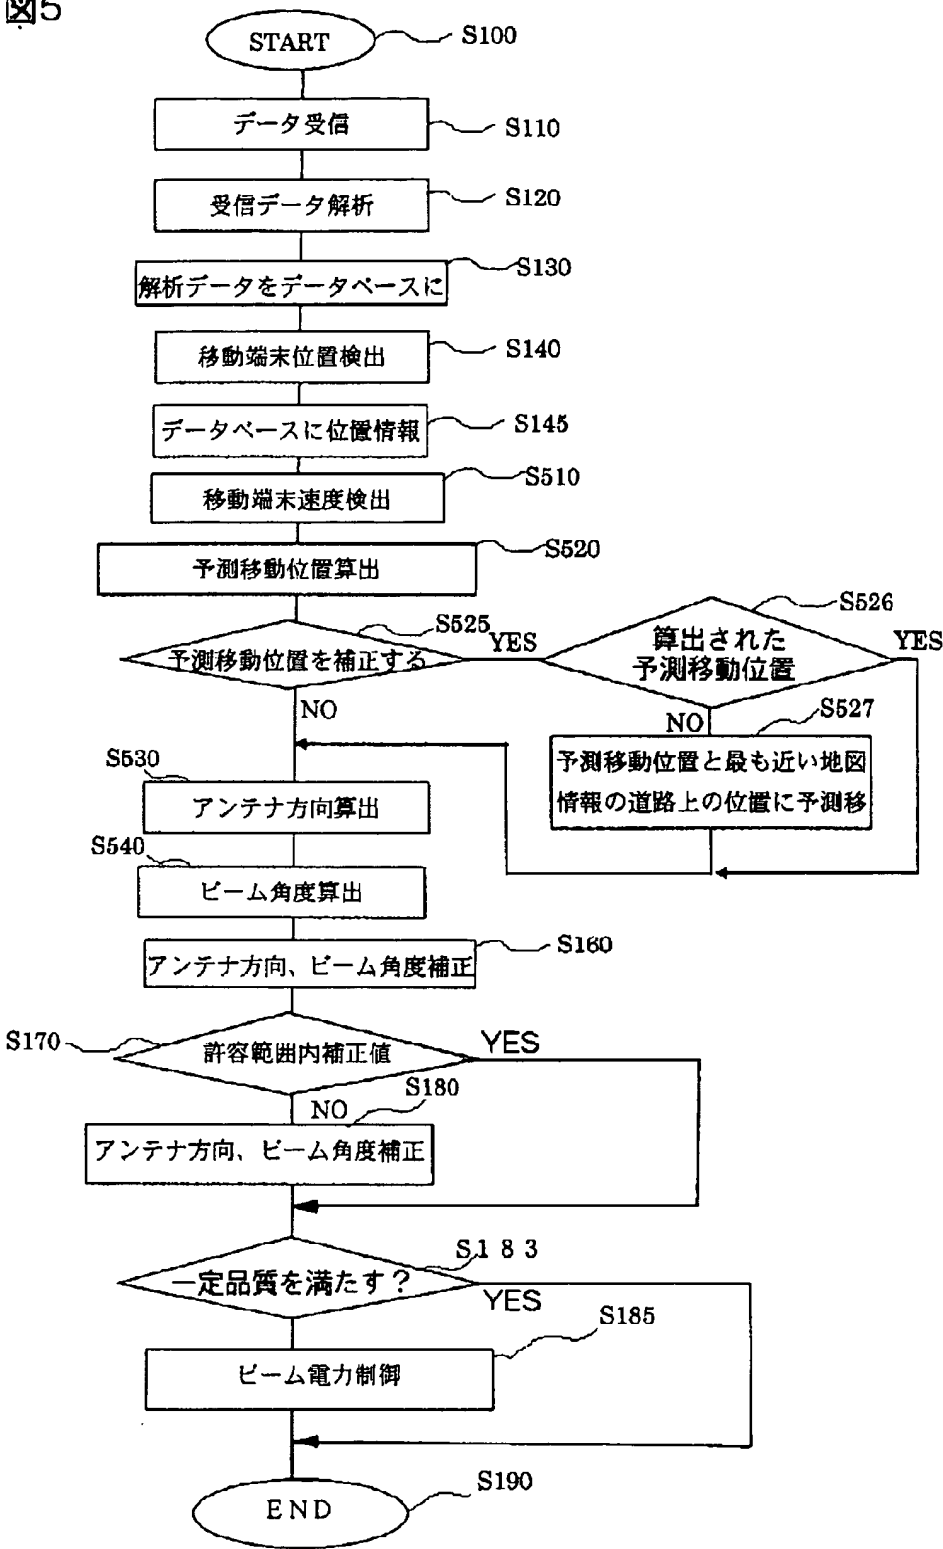 図5
START
S100
データ受信
S110
受信データ解析
S120
解析データをデータベースに
S130
移動端末位置検出
S140
データベースに位置情報
S145
移動端末速度検出
S510
予測移動位置算出
S520
予測移動位置を補正する
S525
YES
算出された
予測移動位置
S526
YES
NO
NO
S527
予測移動位置と最も近い地図
情報の道路上の位置に予測移
S530
アンテナ方向算出
S540
ビーム角度算出
アンテナ方向、ビーム角度補正
S160
S170
許容範囲内補正値
YES
NO
S180
アンテナ方向、ビーム角度補正
一定品質を満たす？
S183
YES
ビーム電力制御
S185
END
S190